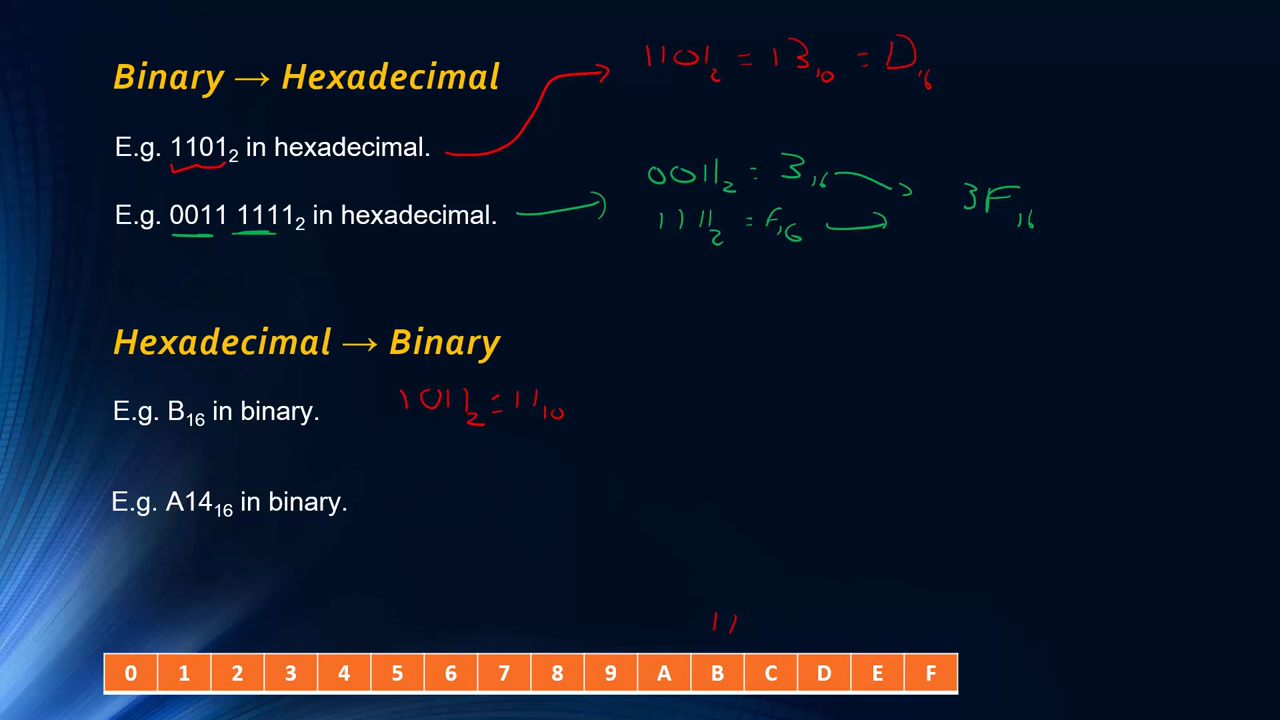 Binary → Hexadecimal
1101₂ = 13₁₀ = D₁₆
E.g. 1101₂ in hexadecimal.
0011₂ = 3₁₆
3F₁₆
E.g. 0011 1111₂ in hexadecimal.
1111₂ = F₁₆
Hexadecimal → Binary
E.g. B₁₆ in binary.
1011₂ = 11₁₀
E.g. A14₁₆ in binary.
11
0 1 2 3 4 5 6 7 8 9 A B C D E F